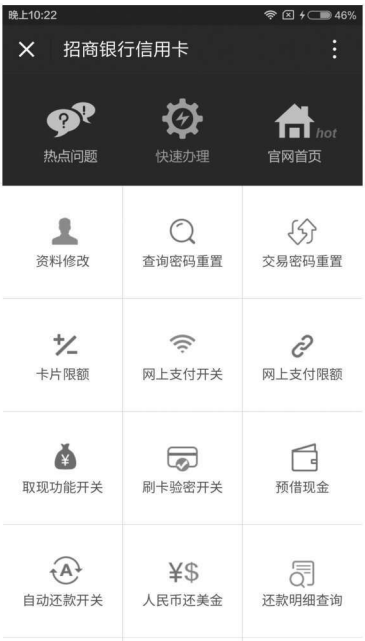 晚上10:22 46%
招商银行信用卡
hot
热点问题 快速办理 官网首页
资料修改 查询密码重置 交易密码重置
卡片限额 网上支付开关 网上支付限额
取现功能开关 刷卡验密开关 预借现金
¥$
自动还款开关 人民币还美金 还款明细查询